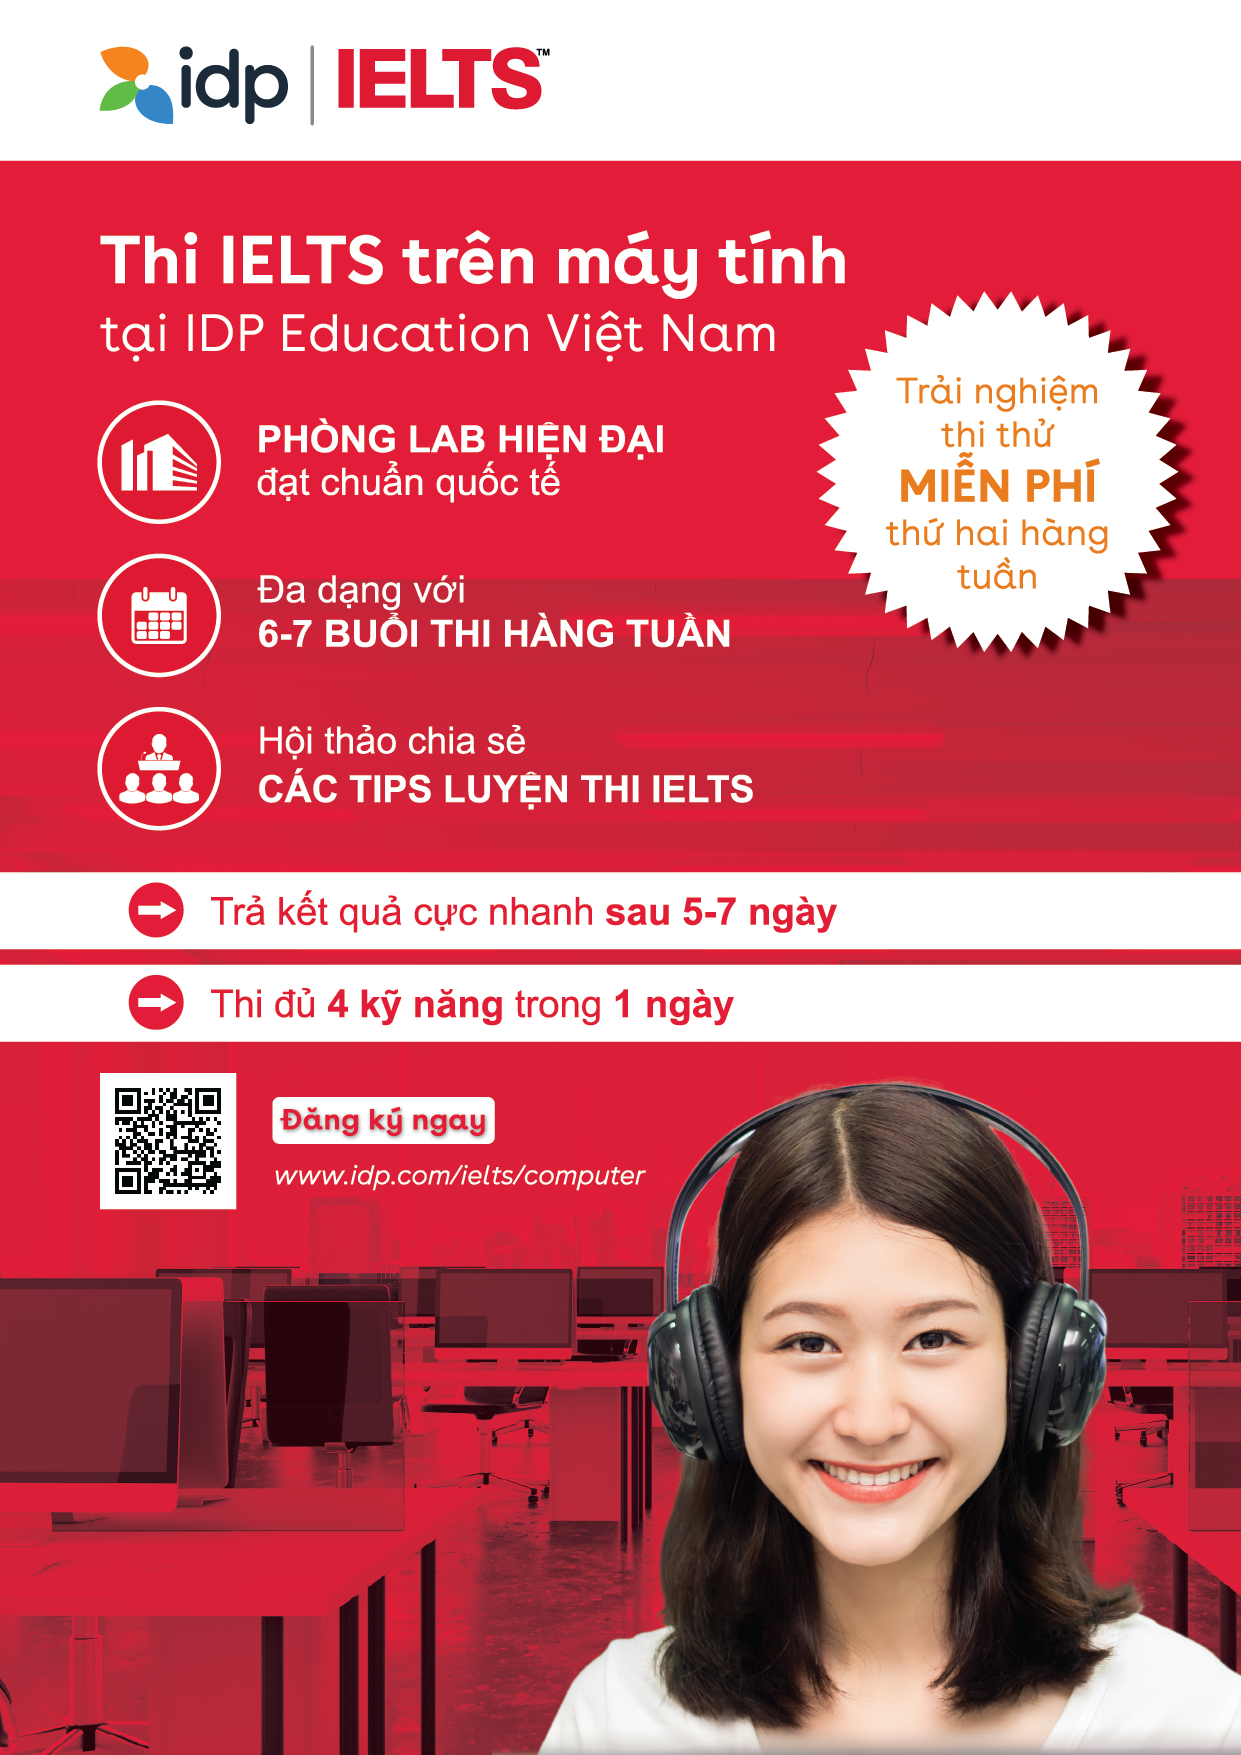 idp | IELTS™
Thi IELTS trên máy tính
tại IDP Education Việt Nam
Trải nghiệm
thi thử
MIỄN PHÍ
thứ hai hàng
tuần
PHÒNG LAB HIỆN ĐẠI
đạt chuẩn quốc tế
Đa dạng với
6-7 BUỔI THI HÀNG TUẦN
Hội thảo chia sẻ
CÁC TIPS LUYỆN THI IELTS
Trả kết quả cực nhanh sau 5-7 ngày
Thi đủ 4 kỹ năng trong 1 ngày
Đăng ký ngay
www.idp.com/ielts/computer